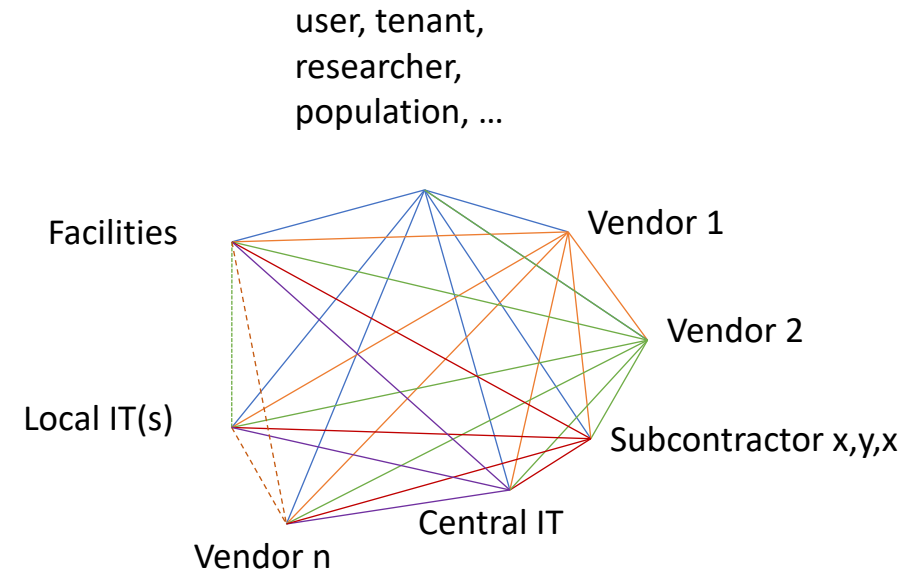 user, tenant,
researcher,
population, …
Facilities
Vendor 1
Vendor 2
Local IT(s)
Subcontractor x,y,x
Central IT
Vendor n